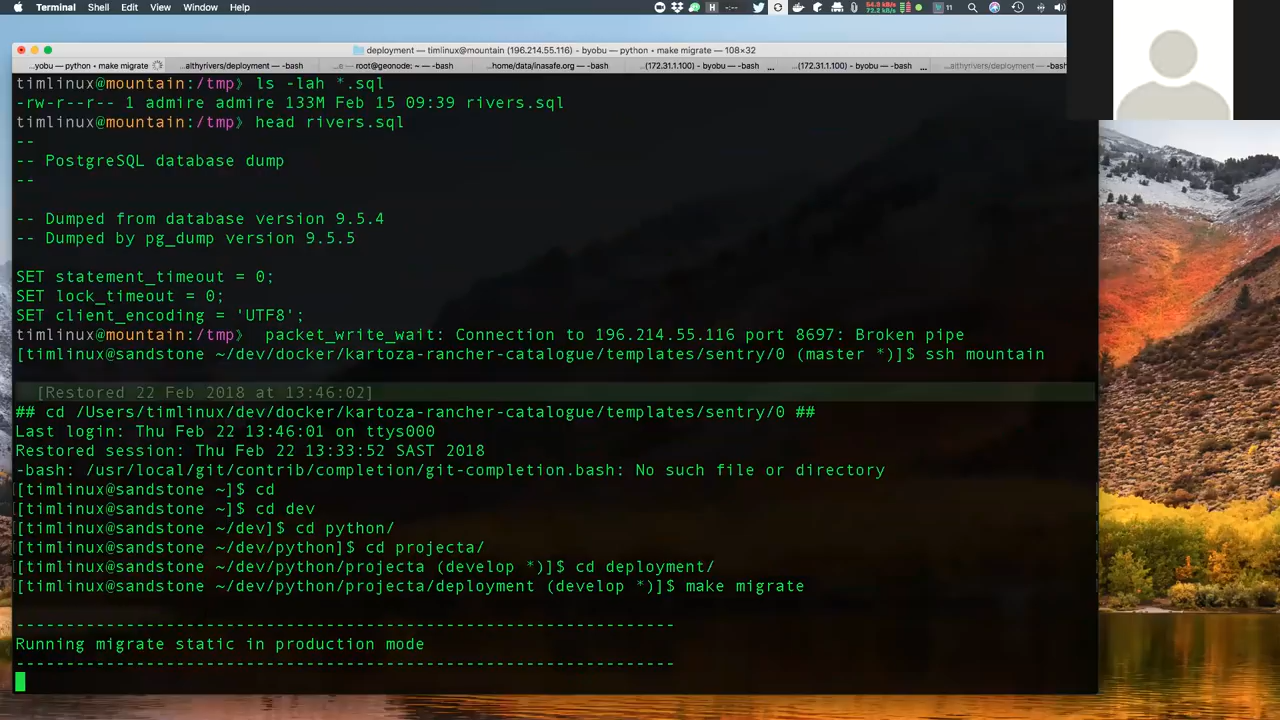 Terminal Shell Edit View Window Help
11
deployment — timlinux@mountain (196.214.55.116) - byobu — python • make migrate — 108×32
...yobu — python • make migrate
...althyrivers/deployment — -bash
...e — root@geonode: ~ — -bash
...home/data/inasafe.org — -bash
...(172.31.1.100) - byobu — -bash
...(172.31.1.100) - byobu — -bash
...althyrivers/deployment — -bash
timlinux@mountain:/tmp》 ls -lah *.sql
-rw-r--r-- 1 admire admire 133M Feb 15 09:39 rivers.sql
timlinux@mountain:/tmp》 head rivers.sql
--
-- PostgreSQL database dump
--
-- Dumped from database version 9.5.4
-- Dumped by pg_dump version 9.5.5
SET statement_timeout = 0;
SET lock_timeout = 0;
SET client_encoding = 'UTF8';
timlinux@mountain:/tmp》 packet_write_wait: Connection to 196.214.55.116 port 8697: Broken pipe
[timlinux@sandstone ~/dev/docker/kartoza-rancher-catalogue/templates/sentry/0 (master *)]$ ssh mountain
[Restored 22 Feb 2018 at 13:46:02]
## cd /Users/timlinux/dev/docker/kartoza-rancher-catalogue/templates/sentry/0 ##
Last login: Thu Feb 22 13:46:01 on ttys000
Restored session: Thu Feb 22 13:33:52 SAST 2018
-bash: /usr/local/git/contrib/completion/git-completion.bash: No such file or directory
[[timlinux@sandstone ~]$ cd
[[timlinux@sandstone ~]$ cd dev
[[timlinux@sandstone ~/dev]$ cd python/
[[timlinux@sandstone ~/dev/python]$ cd projecta/
[[timlinux@sandstone ~/dev/python/projecta (develop *)]$ cd deployment/
[[timlinux@sandstone ~/dev/python/projecta/deployment (develop *)]$ make migrate
------------------------------------------------------------------
Running migrate static in production mode
------------------------------------------------------------------